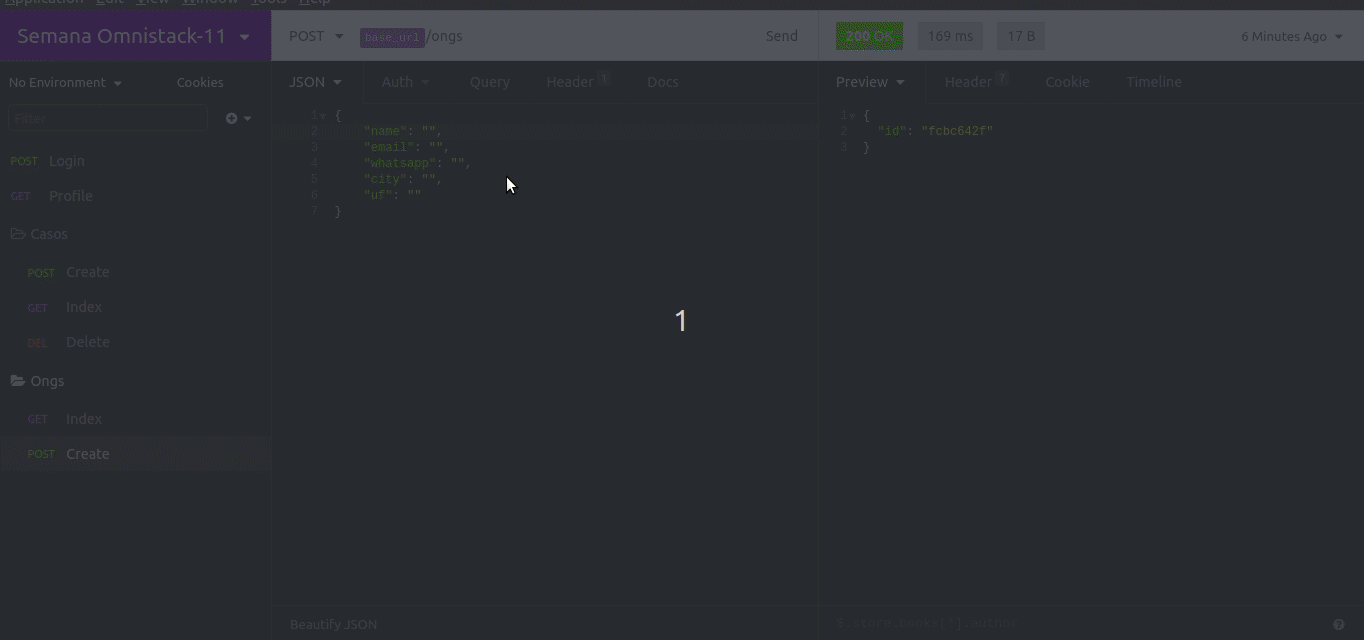 Application Edit View Window Tools Help
Semana Omnistack-11
POST base_url/ongs Send
200 OK 169 ms 17 B 6 Minutes Ago
No Environment Cookies
JSON Auth Query Header 1 Docs
Preview Header 7 Cookie Timeline
Filter
POST Login
GET Profile
Casos
POST Create
GET Index
DEL Delete
Ongs
GET Index
POST Create
1 {
2 "name": "",
3 "email": "",
4 "whatsapp": "",
5 "city": "",
6 "uf": ""
7 }
1 {
2 "id": "fcbc642f"
3 }
1
Beautify JSON
$.store.books[*].author